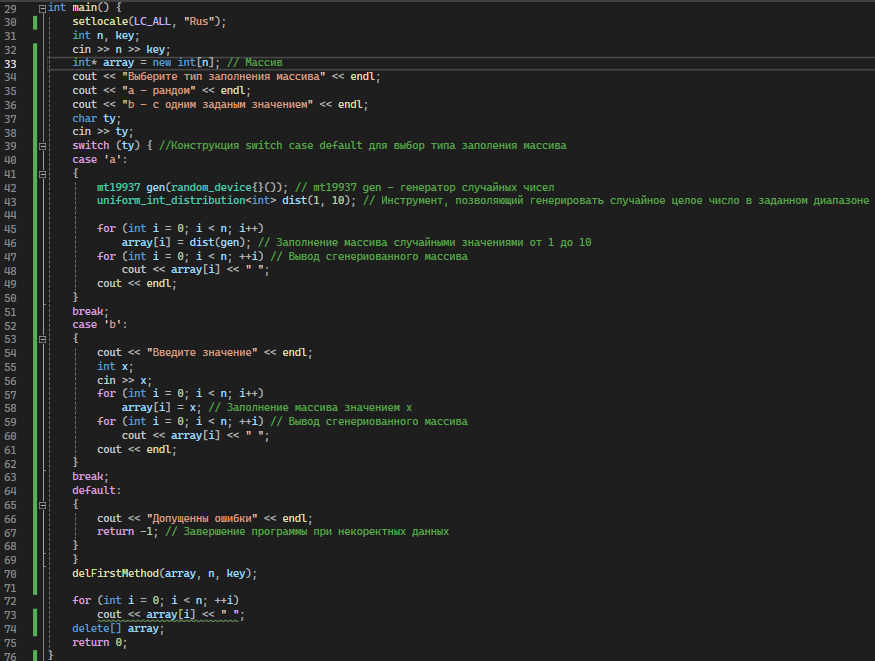 29 int main() {
30 setlocale(LC_ALL, "Rus");
31 int n, key;
32 cin >> n >> key;
33 int* array = new int[n]; // Массив
34 cout << "Выберите тип заполнения массива" << endl;
35 cout << "a - рандом" << endl;
36 cout << "b - с одним заданым значением" << endl;
37 char ty;
38 cin >> ty;
39 switch (ty) { //Конструкция switch case default для выбор типа заполения массива
40 case 'a':
41 {
42 mt19937 gen(random_device{}()); // mt19937 gen - генератор случайных чисел
43 uniform_int_distribution<int> dist(1, 10); // Инструмент, позволяющий генерировать случайное целое число в заданном диапазоне
44
45 for (int i = 0; i < n; i++)
46 array[i] = dist(gen); // Заполнение массива случайными значениями от 1 до 10
47 for (int i = 0; i < n; ++i) // Вывод сгенериованного массива
48 cout << array[i] << " ";
49 cout << endl;
50 }
51 break;
52 case 'b':
53 {
54 cout << "Введите значение" << endl;
55 int x;
56 cin >> x;
57 for (int i = 0; i < n; i++)
58 array[i] = x; // Заполнение массива значением x
59 for (int i = 0; i < n; ++i) // Вывод сгенериованного массива
60 cout << array[i] << " ";
61 cout << endl;
62 }
63 break;
64 default:
65 {
66 cout << "Допущенны ошибки" << endl;
67 return -1; // Завершение программы при некоректных данных
68 }
69 }
70 delFirstMethod(array, n, key);
71
72 for (int i = 0; i < n; ++i)
73 cout << array[i] << " ";
74 delete[] array;
75 return 0;
76 }